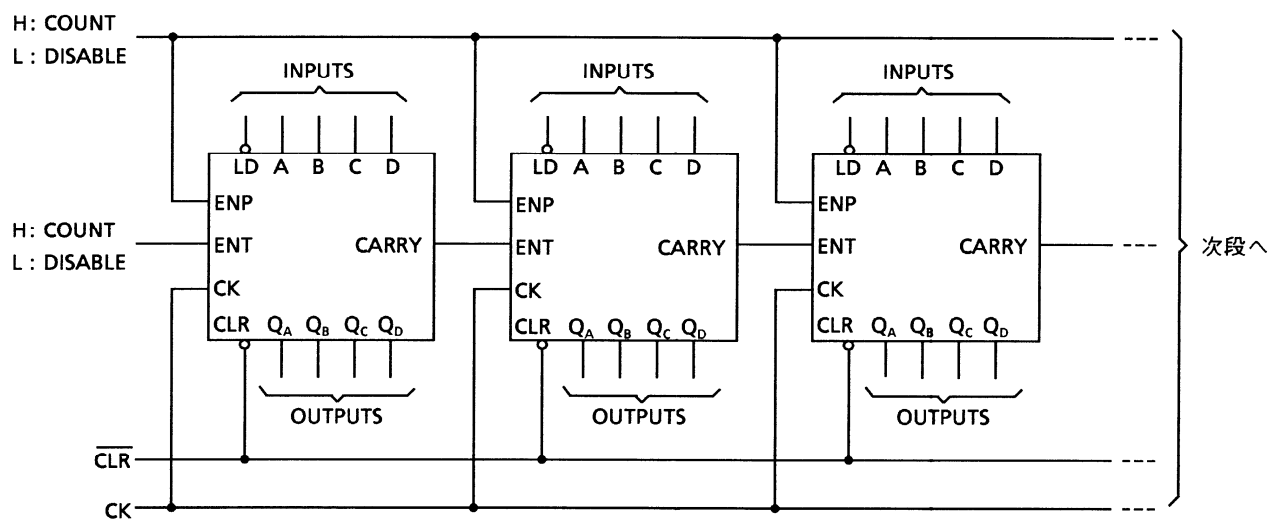 H: COUNT
L: DISABLE
INPUTS
INPUTS
INPUTS
LD A B C D
LD A B C D
LD A B C D
ENP
ENP
ENP
H: COUNT
L: DISABLE
ENT CARRY
ENT CARRY
ENT CARRY
次段へ
CK
CK
CK
CLR QA QB QC QD
CLR QA QB QC QD
CLR QA QB QC QD
OUTPUTS
OUTPUTS
OUTPUTS
CLR
CK